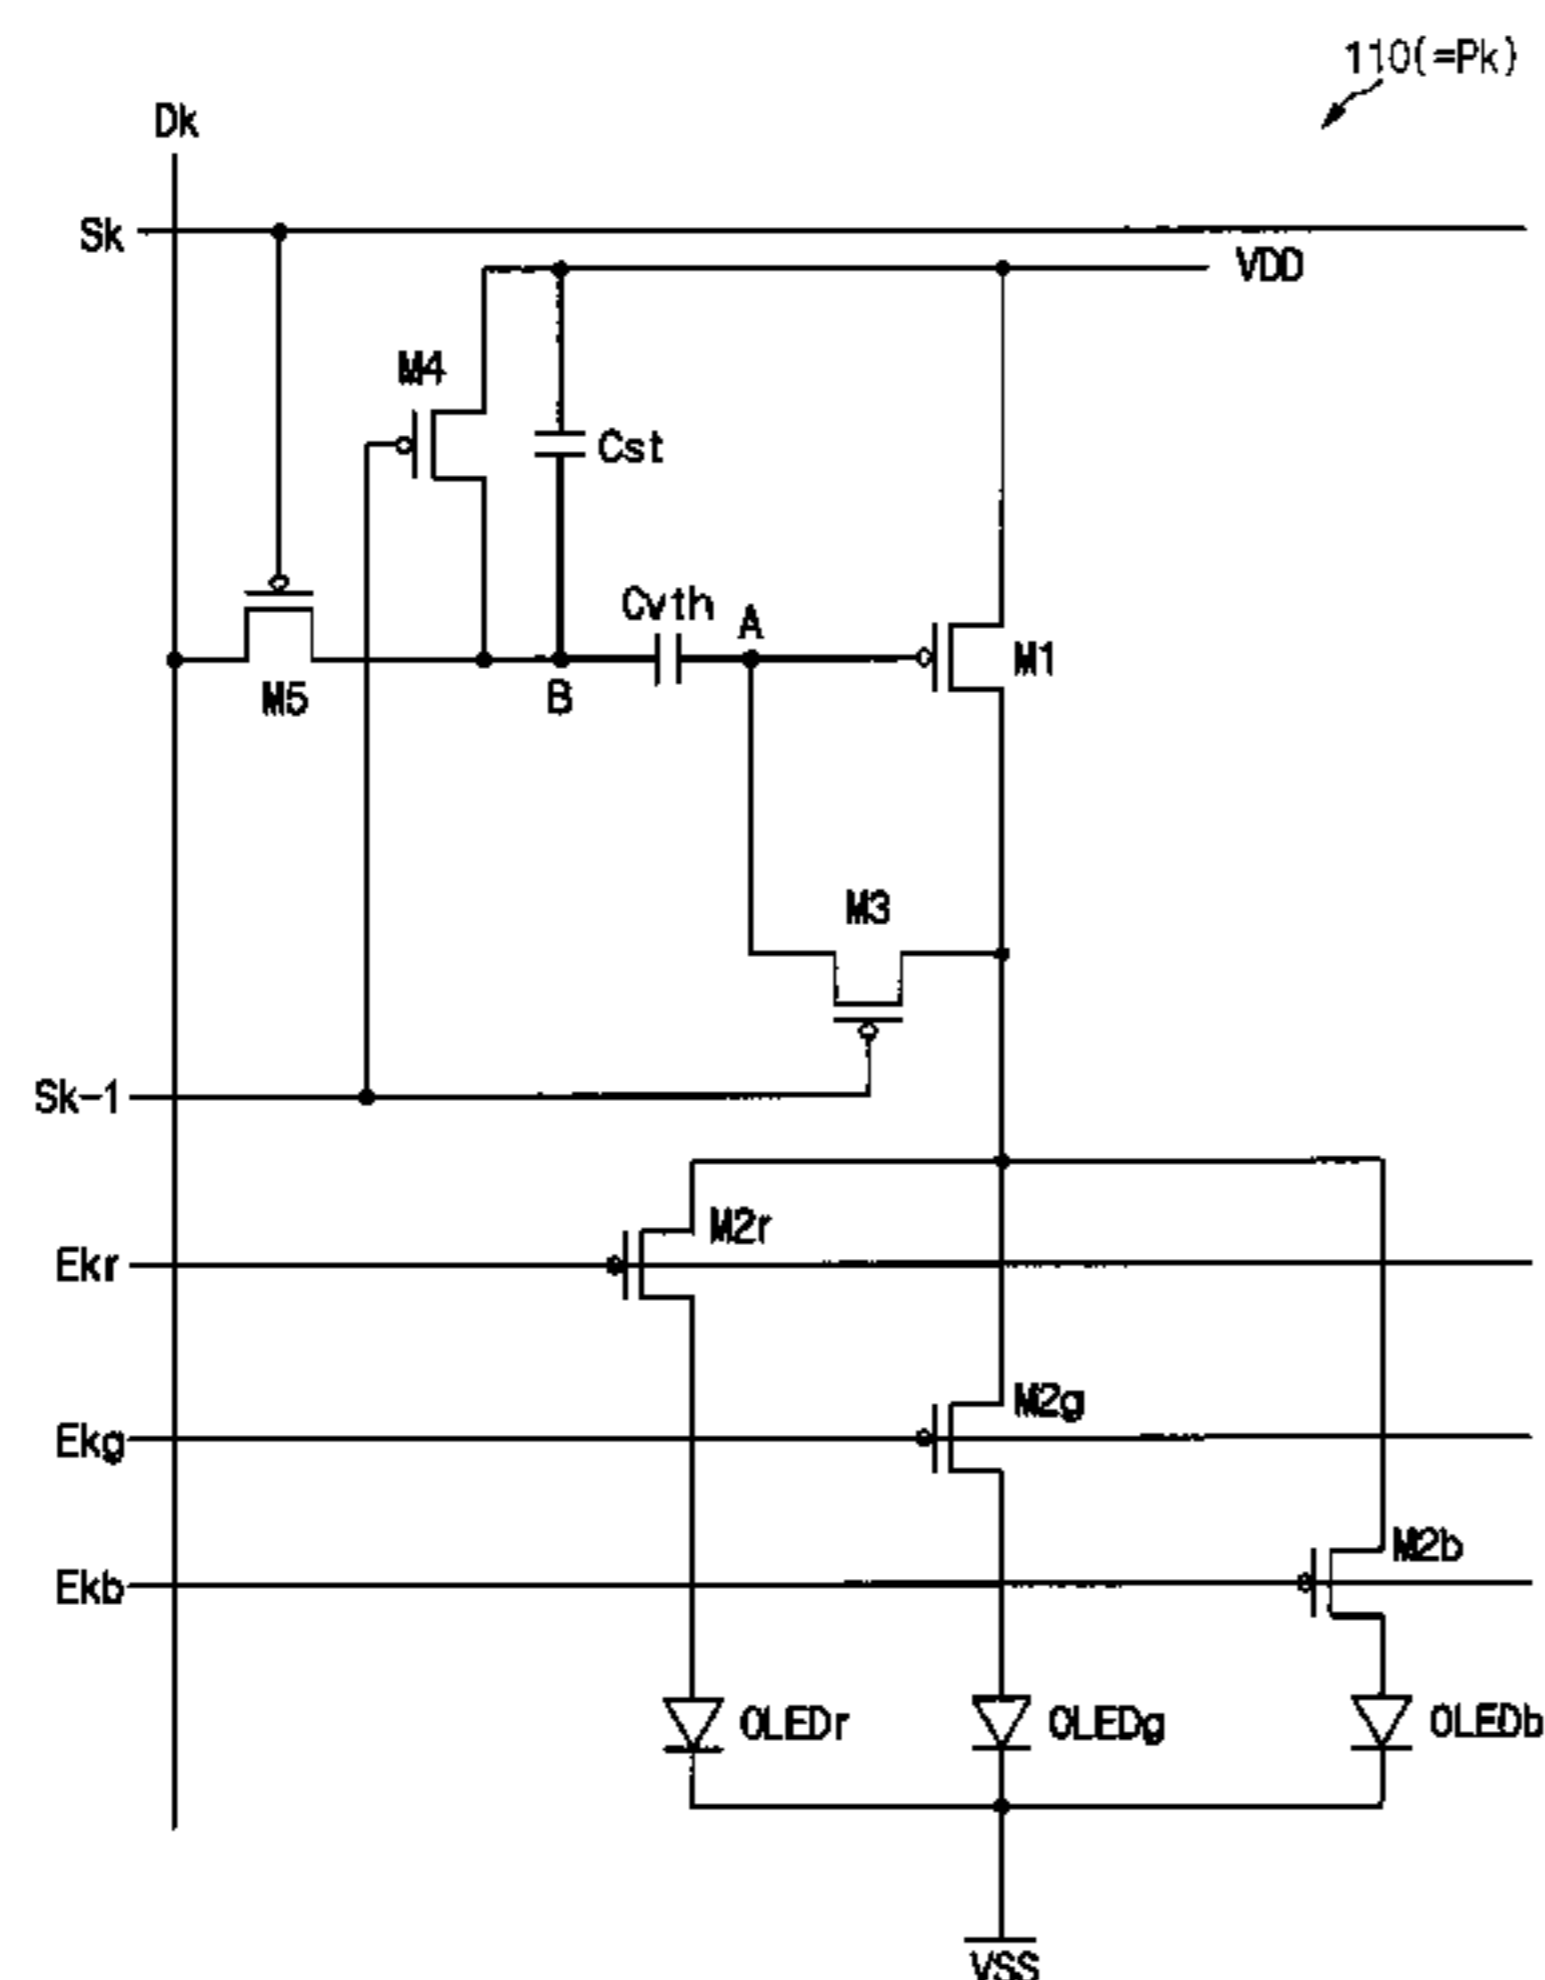 110(=Pk)
Dk
Sk
VDD
M4
Cst
Cvth
A
M1
M5
B
M3
Sk-1
M2r
Ekr
M2g
Ekg
M2b
Ekb
OLEDr
OLEDg
OLEDb
VSS